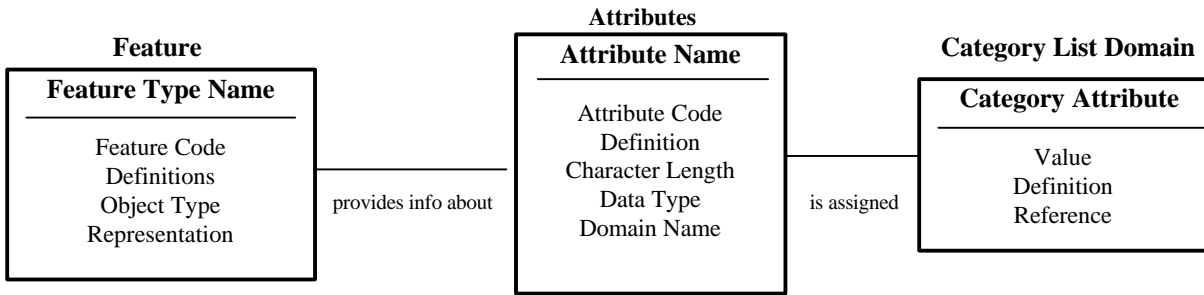 Feature
Feature Type Name
Feature Code
Definitions
Object Type
Representation
provides info about
Attributes
Attribute Name
Attribute Code
Definition
Character Length
Data Type
Domain Name
is assigned
Category List Domain
Category Attribute
Value
Definition
Reference